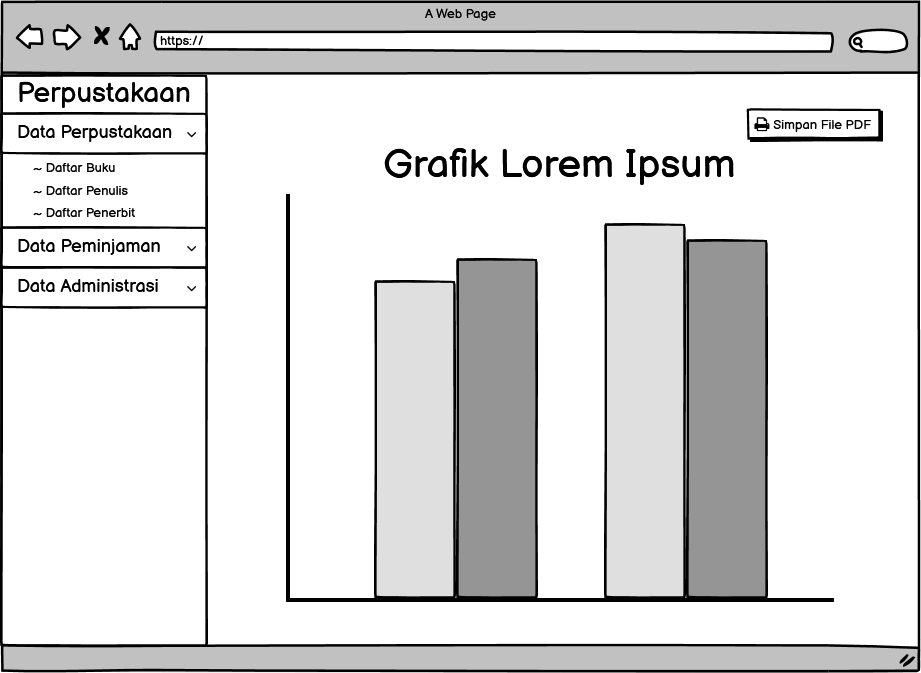 A Web Page
https://
Perpustakaan
Data Perpustakaan
~ Daftar Buku
~ Daftar Penulis
~ Daftar Penerbit
Data Peminjaman
Data Administrasi
Simpan File PDF
Grafik Lorem Ipsum